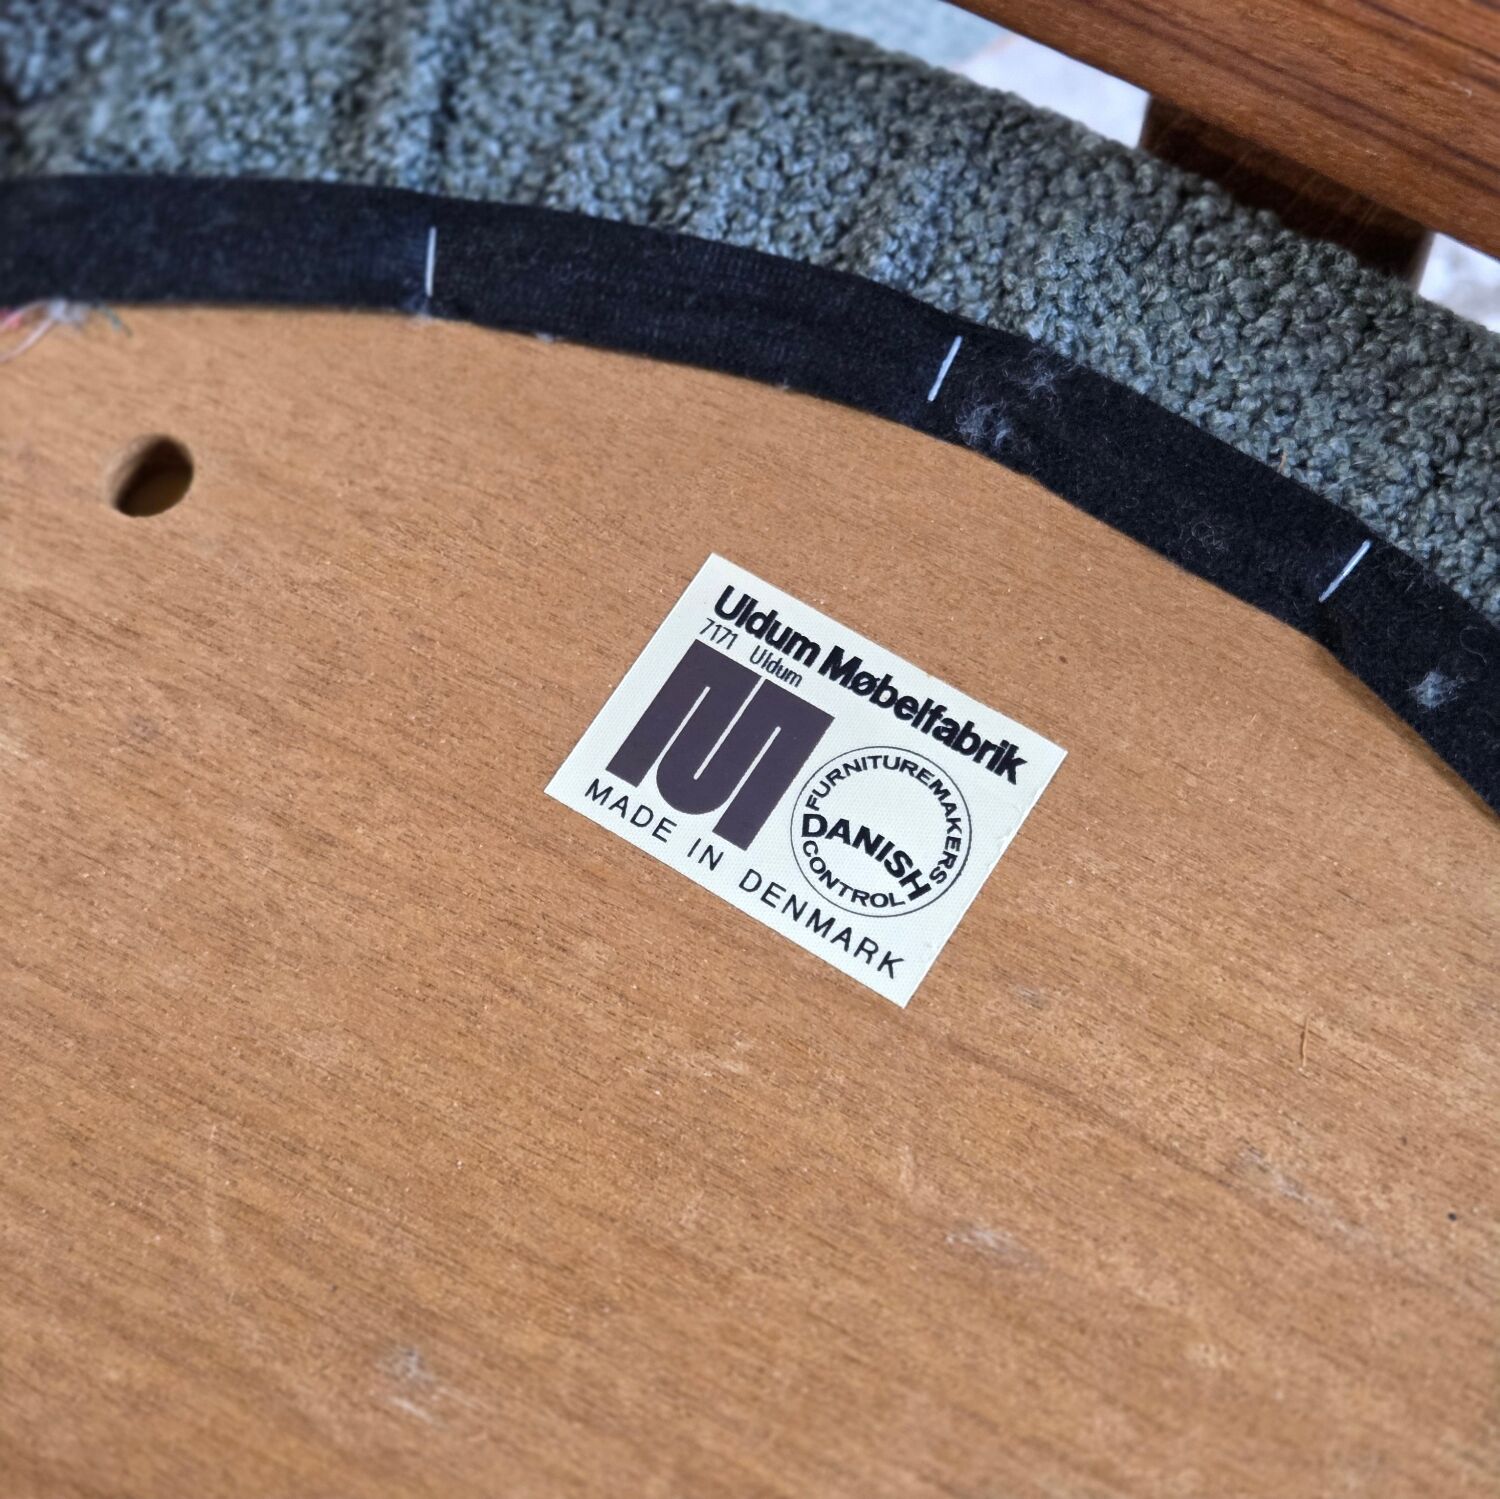 Uldum Møbelfabrik
7171 Uldum
FURNITUREMAKERS
DANISH
CONTROL
MADE IN DENMARK